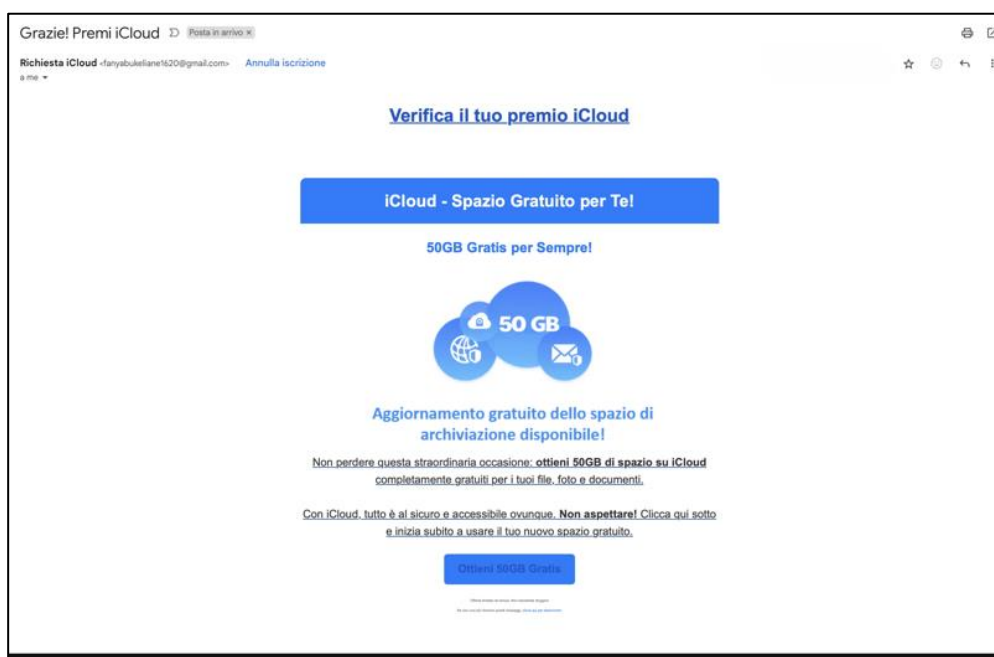 Grazie! Premi iCloud Posta in arrivo ×
Richiesta iCloud <fanyabukeliane1620@gmail.com> Annulla iscrizione
a me
Verifica il tuo premio iCloud
iCloud - Spazio Gratuito per Te!
50GB Gratis per Sempre!
50 GB
Aggiornamento gratuito dello spazio di
archiviazione disponibile!
Non perdere questa straordinaria occasione: ottieni 50GB di spazio su iCloud
completamente gratuiti per i tuoi file, foto e documenti.
Con iCloud, tutto è al sicuro e accessibile ovunque. Non aspettare! Clicca qui sotto
e inizia subito a usare il tuo nuovo spazio gratuito.
Ottieni 50GB Gratis